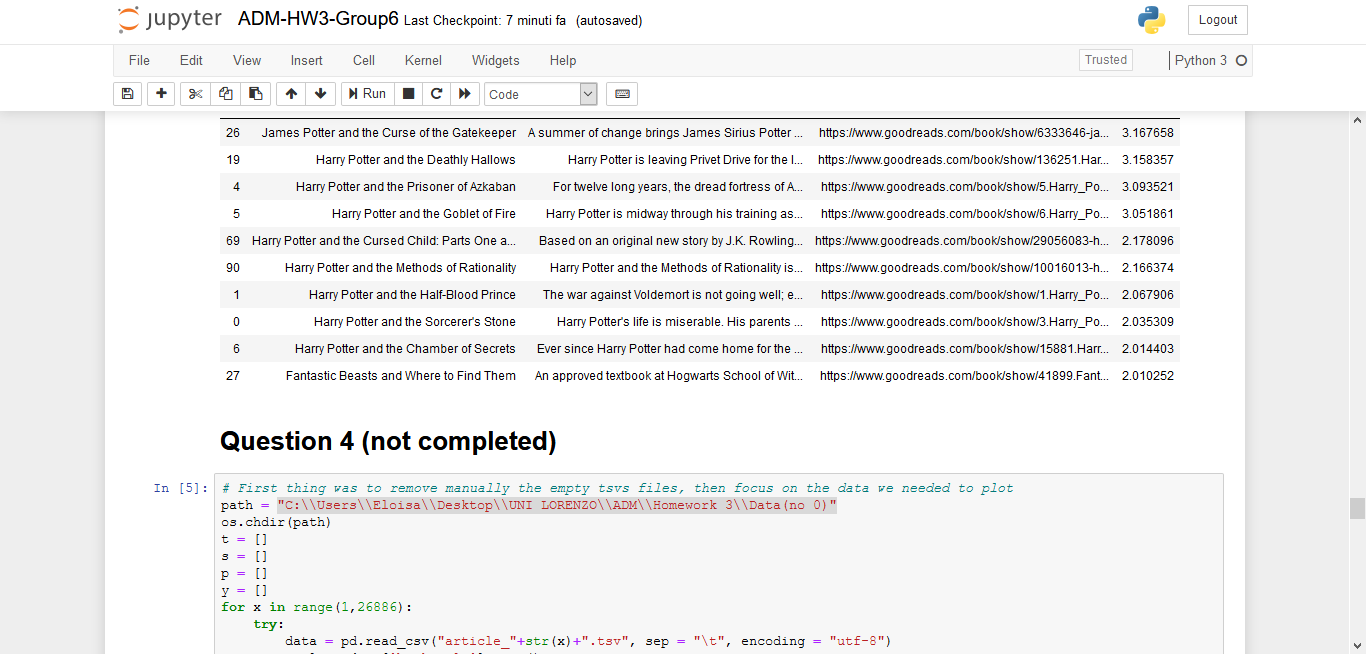 jupyter ADM-HW3-Group6 Last Checkpoint: 7 minuti fa (autosaved) Logout
File Edit View Insert Cell Kernel Widgets Help Trusted Python 3
Run Code
26 James Potter and the Curse of the Gatekeeper A summer of change brings James Sirius Potter ... https://www.goodreads.com/book/show/6333646-ja... 3.167658
19 Harry Potter and the Deathly Hallows Harry Potter is leaving Privet Drive for the l... https://www.goodreads.com/book/show/136251.Har... 3.158357
4 Harry Potter and the Prisoner of Azkaban For twelve long years, the dread fortress of A... https://www.goodreads.com/book/show/5.Harry_Po... 3.093521
5 Harry Potter and the Goblet of Fire Harry Potter is midway through his training as... https://www.goodreads.com/book/show/6.Harry_Po... 3.051861
69 Harry Potter and the Cursed Child: Parts One a... Based on an original new story by J.K. Rowling... https://www.goodreads.com/book/show/29056083-h... 2.178096
90 Harry Potter and the Methods of Rationality Harry Potter and the Methods of Rationality is... https://www.goodreads.com/book/show/10016013-h... 2.166374
1 Harry Potter and the Half-Blood Prince The war against Voldemort is not going well; e... https://www.goodreads.com/book/show/1.Harry_Po... 2.067906
0 Harry Potter and the Sorcerer's Stone Harry Potter's life is miserable. His parents ... https://www.goodreads.com/book/show/3.Harry_Po... 2.035309
6 Harry Potter and the Chamber of Secrets Ever since Harry Potter had come home for the ... https://www.goodreads.com/book/show/15881.Harr... 2.014403
27 Fantastic Beasts and Where to Find Them An approved textbook at Hogwarts School of Wit... https://www.goodreads.com/book/show/41899.Fant... 2.010252
Question 4 (not completed)
In [5]: # First thing was to remove manually the empty tsvs files, then focus on the data we needed to plot
path = "C:\\Users\\Eloisa\\Desktop\\UNI LORENZO\\ADM\\Homework 3\\Data(no 0)"
os.chdir(path)
t = []
s = []
p = []
y = []
for x in range(1,26886):
try:
data = pd.read_csv("article_"+str(x)+".tsv", sep = "\t", encoding = "utf-8")